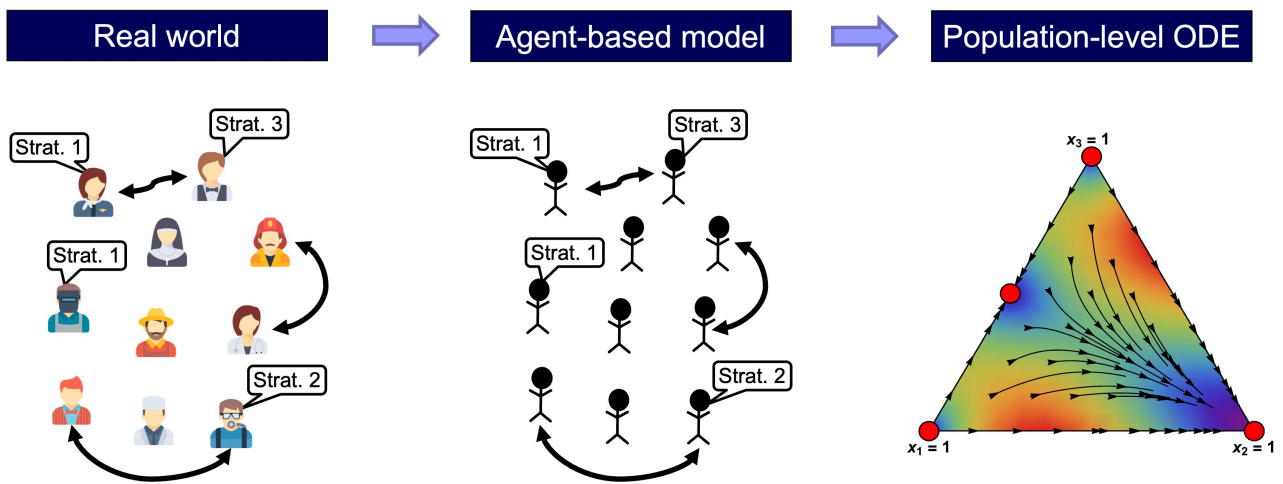 Real world
Agent-based model
Population-level ODE
Strat. 1
Strat. 3
Strat. 1
Strat. 2
Strat. 1
Strat. 3
Strat. 1
Strat. 2
x₃ = 1
x₁ = 1
x₂ = 1